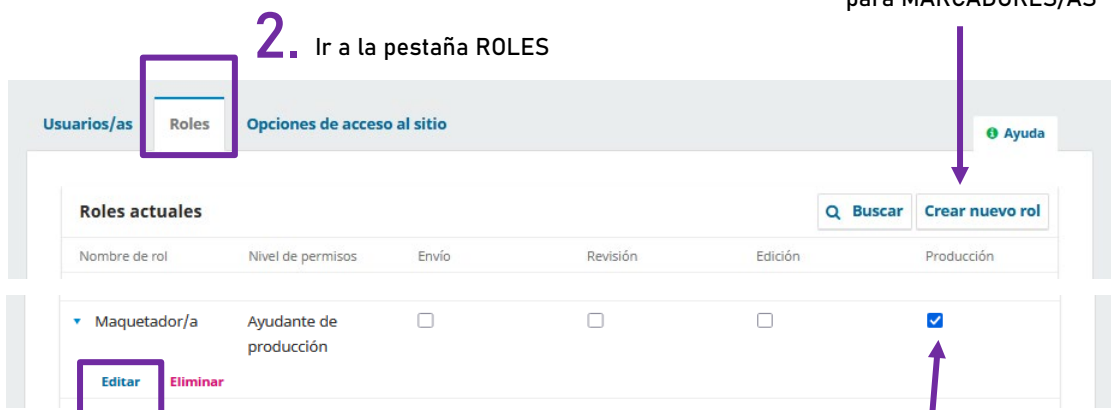 para MARCADORES/AS
2. Ir a la pestaña ROLES
Usuarios/as Roles Opciones de acceso al sitio
Ayuda
Roles actuales Buscar Crear nuevo rol
Nombre de rol Nivel de permisos Envío Revisión Edición Producción
Maquetador/a Ayudante de producción
Editar Eliminar